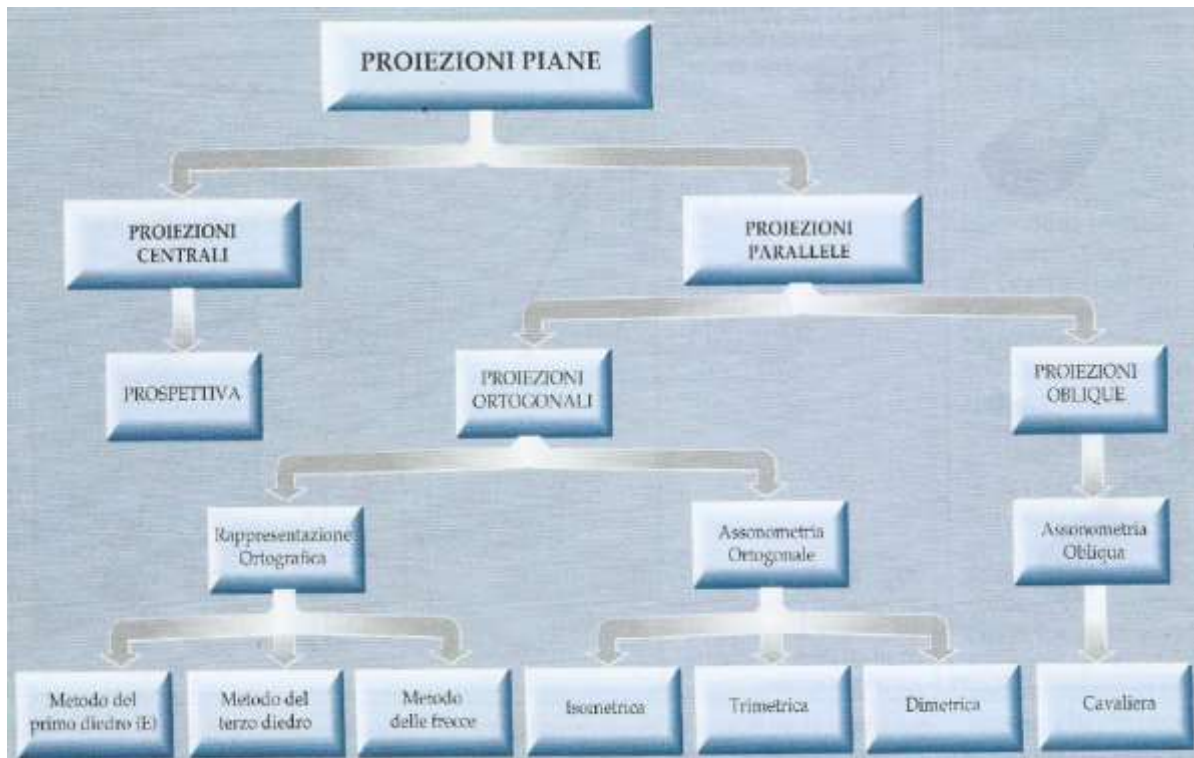 PROIEZIONI PIANE
PROIEZIONI
CENTRALI
PROIEZIONI
PARALLELE
PROSPETTIVA
PROIEZIONI
ORTOGONALI
PROIEZIONI
OBLIQUE
Rappresentazione
Ortografica
Assonometria
Ortogonale
Assonometria
Obliqua
Metodo del
primo diedro (E)
Metodo del
terzo diedro
Metodo
delle frecce
Isometrica
Trimetrica
Dimetrica
Cavaliera